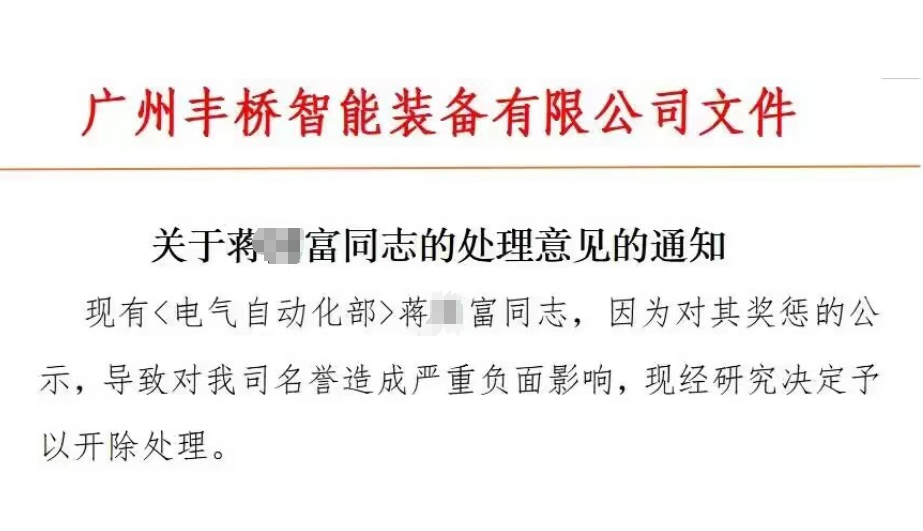 广州丰桥智能装备有限公司文件
关于蒋富同志的处理意见的通知
现有<电气自动化部>蒋富同志，因为对其奖惩的公
示，导致对我司名誉造成严重负面影响，现经研究决定予
以开除处理。